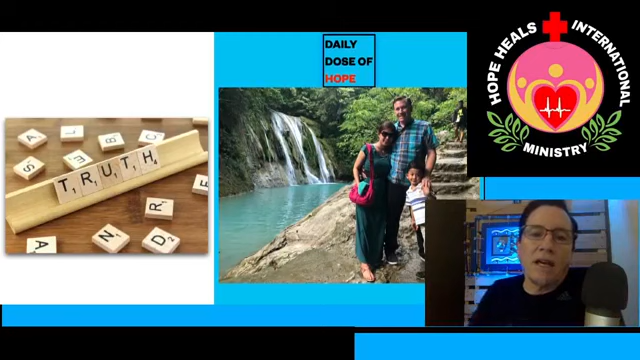 DAILY
DOSE OF
HOPE
HOPE HEALS INTERNATIONAL
MINISTRY
TRUTH